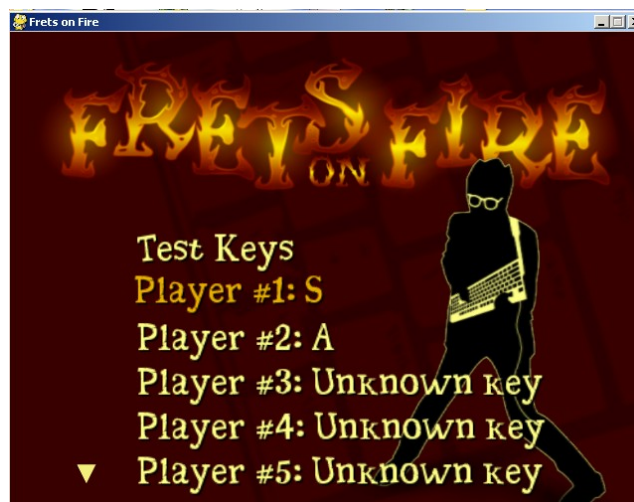 Frets on Fire
FRETS ON FIRE
Test Keys
Player #1: S
Player #2: A
Player #3: Unknown key
Player #4: Unknown key
Player #5: Unknown key